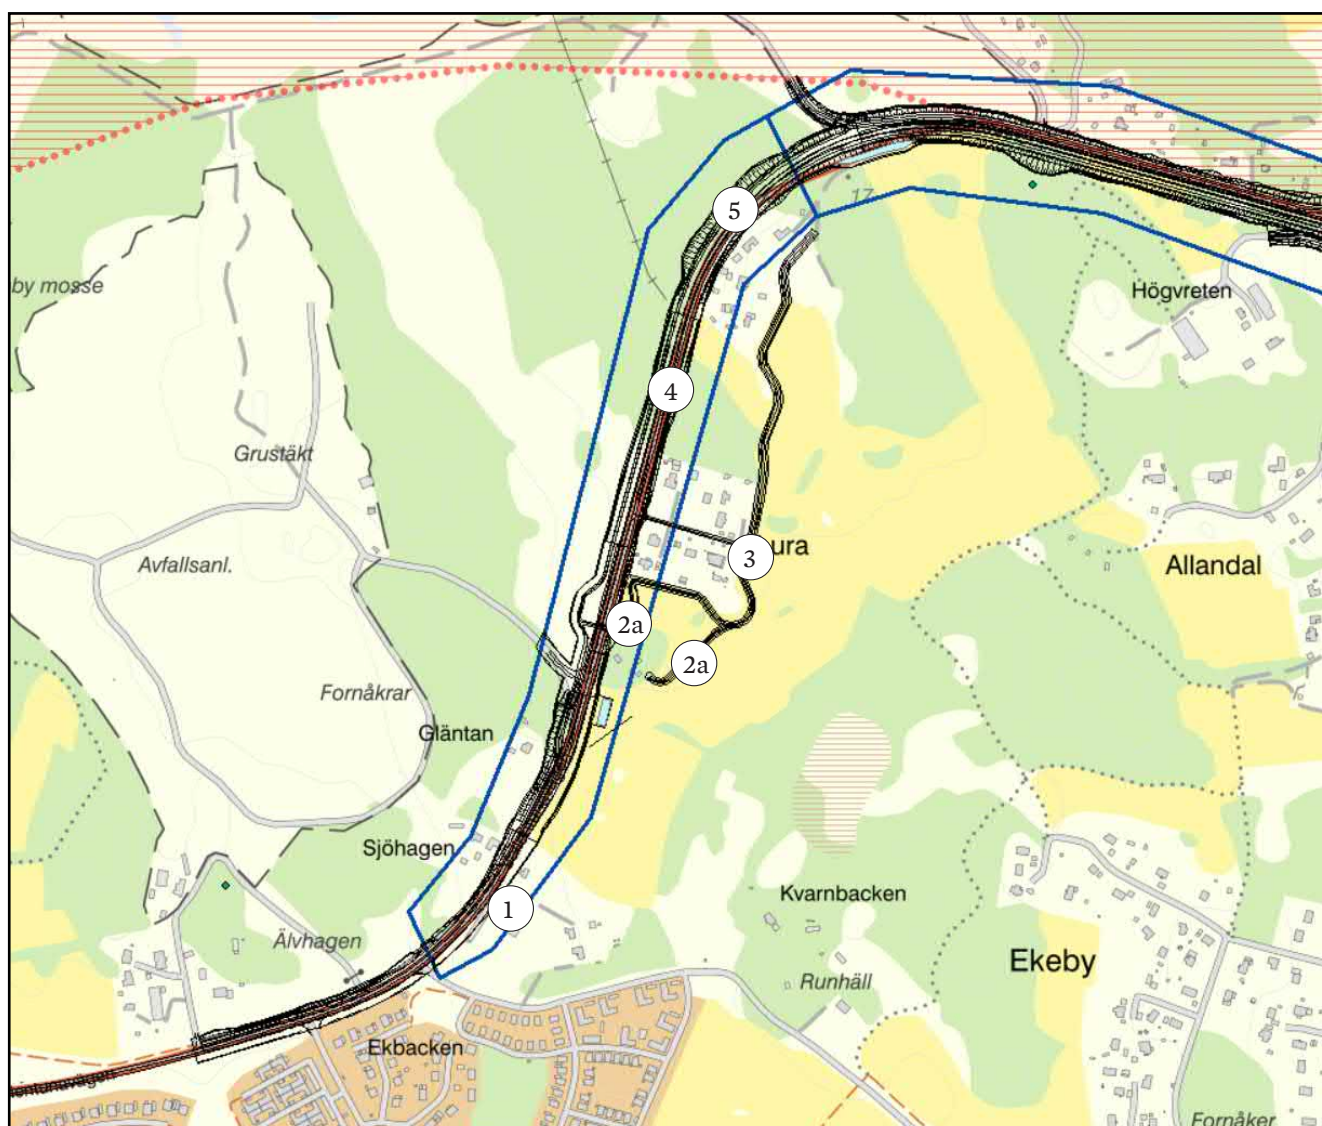 17
5
by mosse
Högvreten
4
Grustäkt
ura
3
Avfallsanl.
Allandal
2a
2a
Fornåkrar
Gläntan
Sjöhagen
Kvarnbacken
1
Älvhagen
Ekeby
Runhäll
Ekbacken
Fornåker